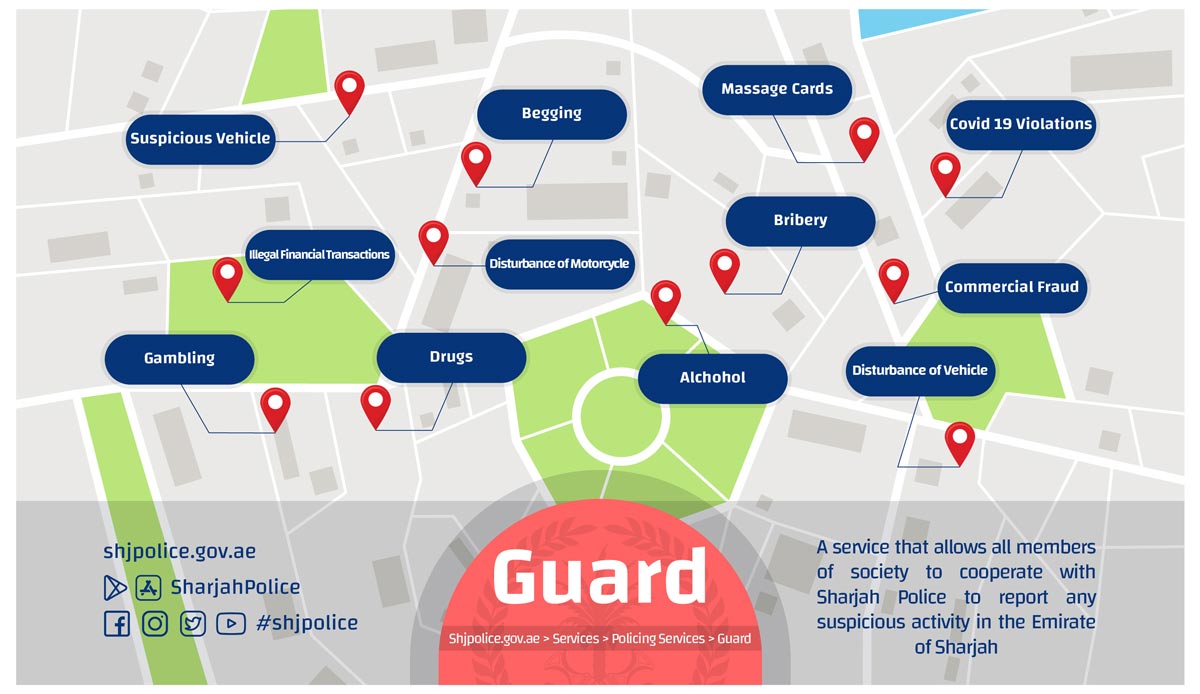 Massage Cards
Begging
Covid 19 Violations
Suspicious Vehicle
Bribery
Illegal Financial Transactions
Disturbance of Motorcycle
Commercial Fraud
Gambling
Drugs
Alchohol
Disturbance of Vehicle
shjpolice.gov.ae
SharjahPolice
#shjpolice
Guard
Shjpolice.gov.ae > Services > Policing Services > Guard
A service that allows all members
of society to cooperate with
Sharjah Police to report any
suspicious activity in the Emirate
of Sharjah